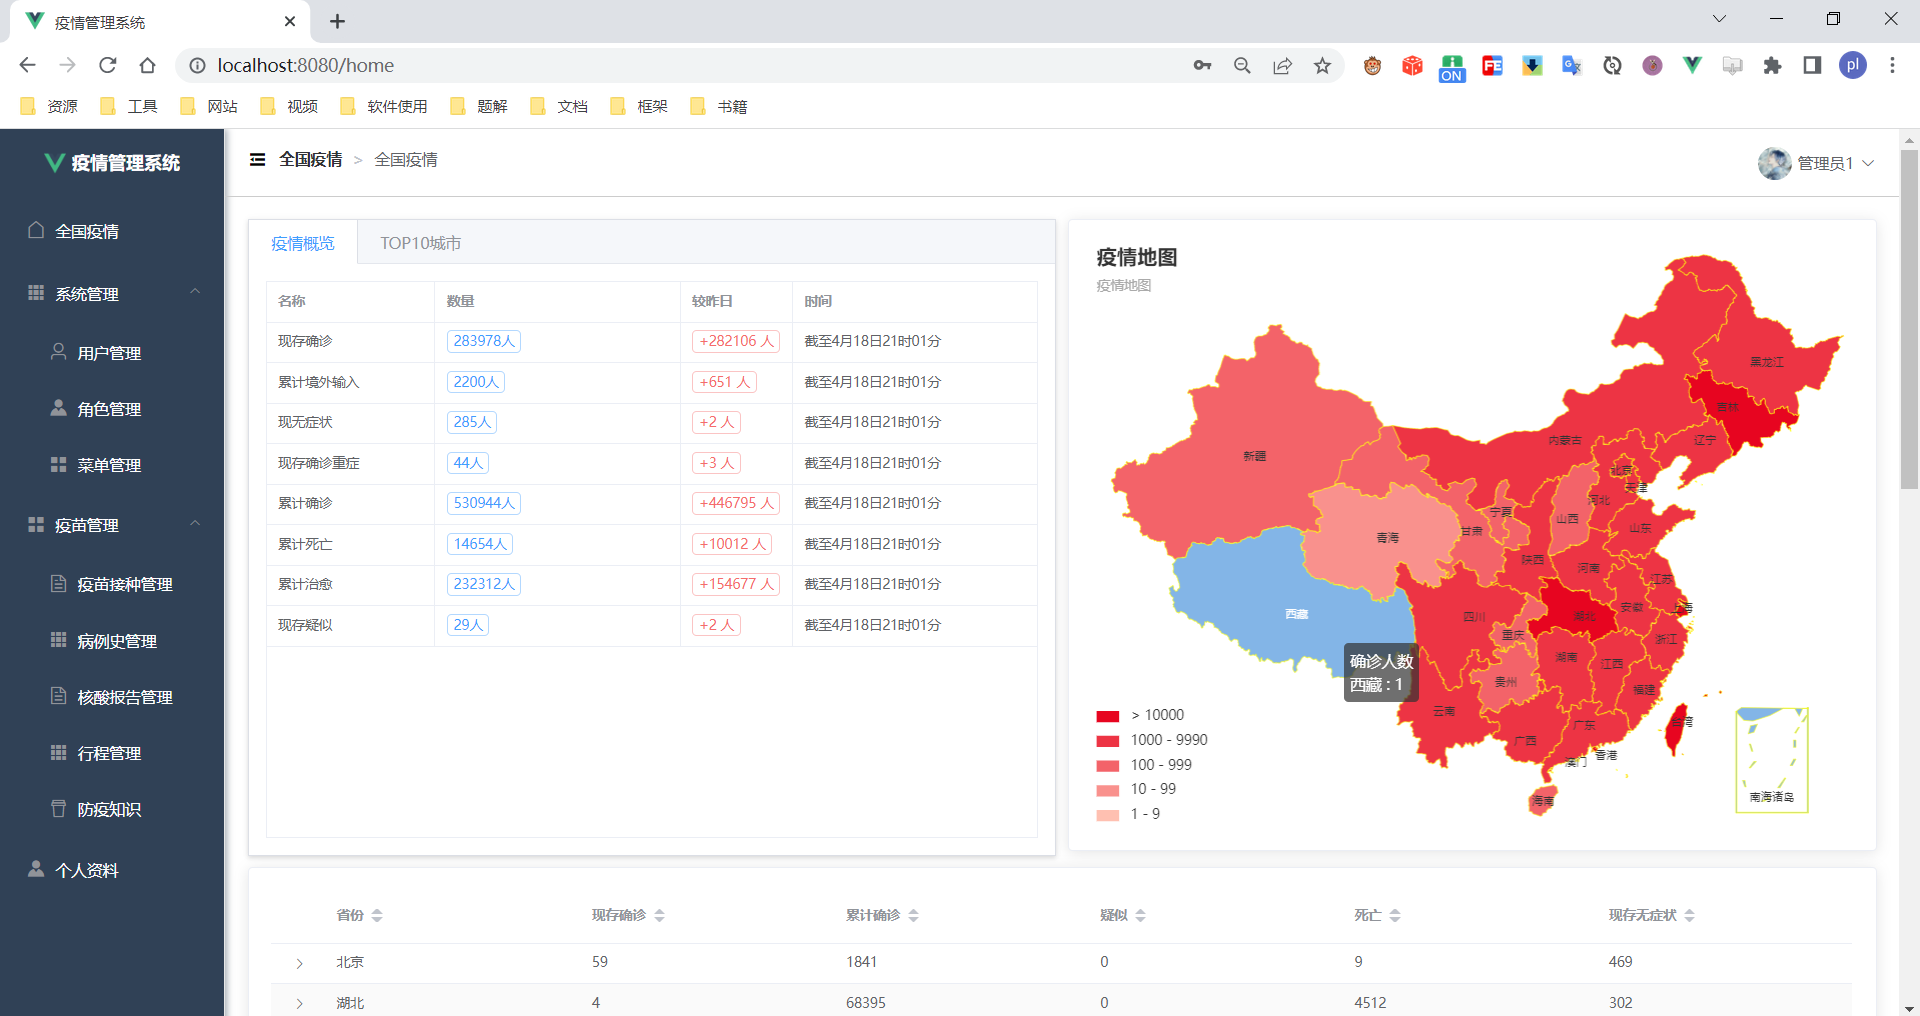 疫情管理系统
localhost:8080/home
ON
FE
pl
资源 工具 网站 视频 软件使用 题解 文档 框架 书籍
疫情管理系统
全国疫情
系统管理
用户管理
角色管理
菜单管理
疫苗管理
疫苗接种管理
病例史管理
核酸报告管理
行程管理
防疫知识
个人资料
全国疫情 > 全国疫情
管理员1
疫情概览 TOP10城市
名称 数量 较昨日 时间
现存确诊 283978人 +282106 人 截至4月18日21时01分
累计境外输入 2200人 +651 人 截至4月18日21时01分
现无症状 285人 +2 人 截至4月18日21时01分
现存确诊重症 44人 +3 人 截至4月18日21时01分
累计确诊 530944人 +446795 人 截至4月18日21时01分
累计死亡 14654人 +10012 人 截至4月18日21时01分
累计治愈 232312人 +154677 人 截至4月18日21时01分
现存疑似 29人 +2 人 截至4月18日21时01分
疫情地图
疫情地图
黑龙江
吉林
内蒙古
辽宁
新疆
北京
天津
河北
宁夏
山西
山东
甘肃
青海
陕西
河南
江苏
西藏
四川
湖北
安徽
上海
重庆
浙江
湖南
江西
贵州
福建
云南
广东
台湾
广西
香港
澳门
海南
南海诸岛
确诊人数
西藏 : 1
> 10000
1000 - 9990
100 - 999
10 - 99
1 - 9
省份 现存确诊 累计确诊 疑似 死亡 现存无症状
北京 59 1841 0 9 469
湖北 4 68395 0 4512 302